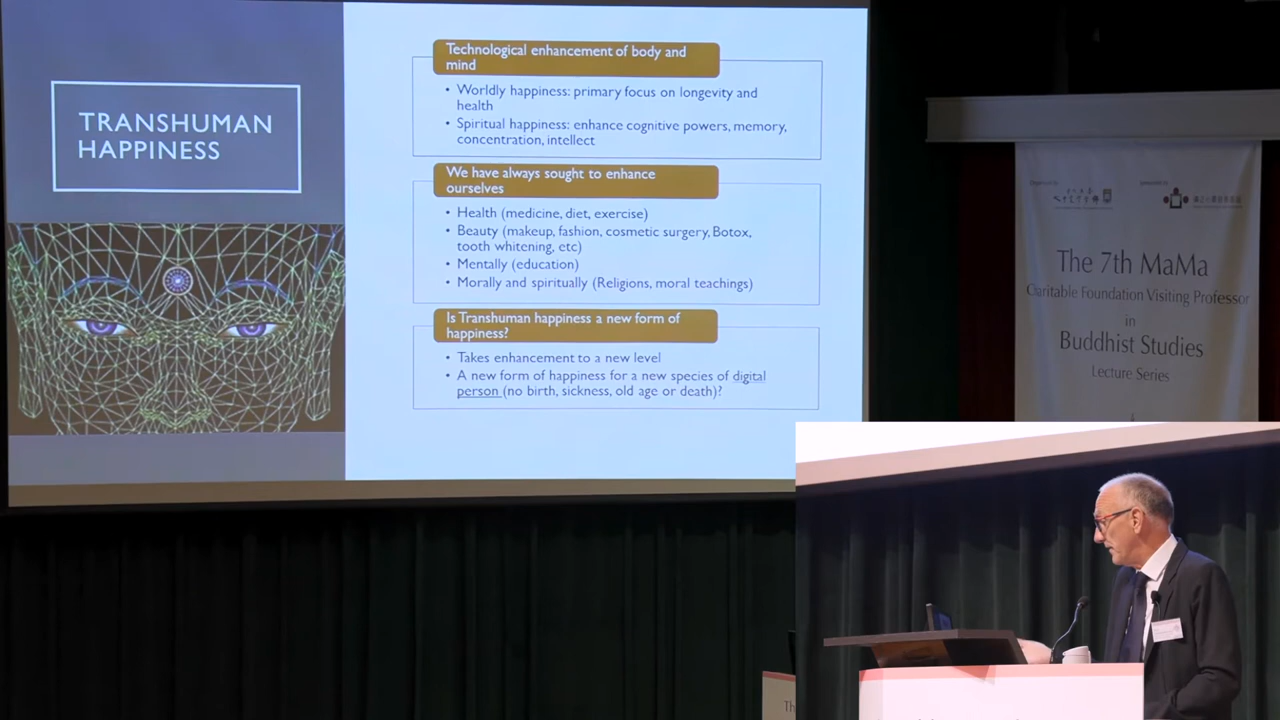 TRANSHUMAN
HAPPINESS
Technological enhancement of body and
mind
• Worldly happiness: primary focus on longevity and
health
• Spiritual happiness: enhance cognitive powers, memory,
concentration, intellect
We have always sought to enhance
ourselves
• Health (medicine, diet, exercise)
• Beauty (makeup, fashion, cosmetic surgery, Botox,
tooth whitening, etc)
• Mentally (education)
• Morally and spiritually (Religions, moral teachings)
Is Transhuman happiness a new form of
happiness?
• Takes enhancement to a new level
• A new form of happiness for a new species of digital
person (no birth, sickness, old age or death)?
The 7th MaMa
Charitable Foundation Visiting Professor
in
Buddhist Studies
Lecture Series
Th